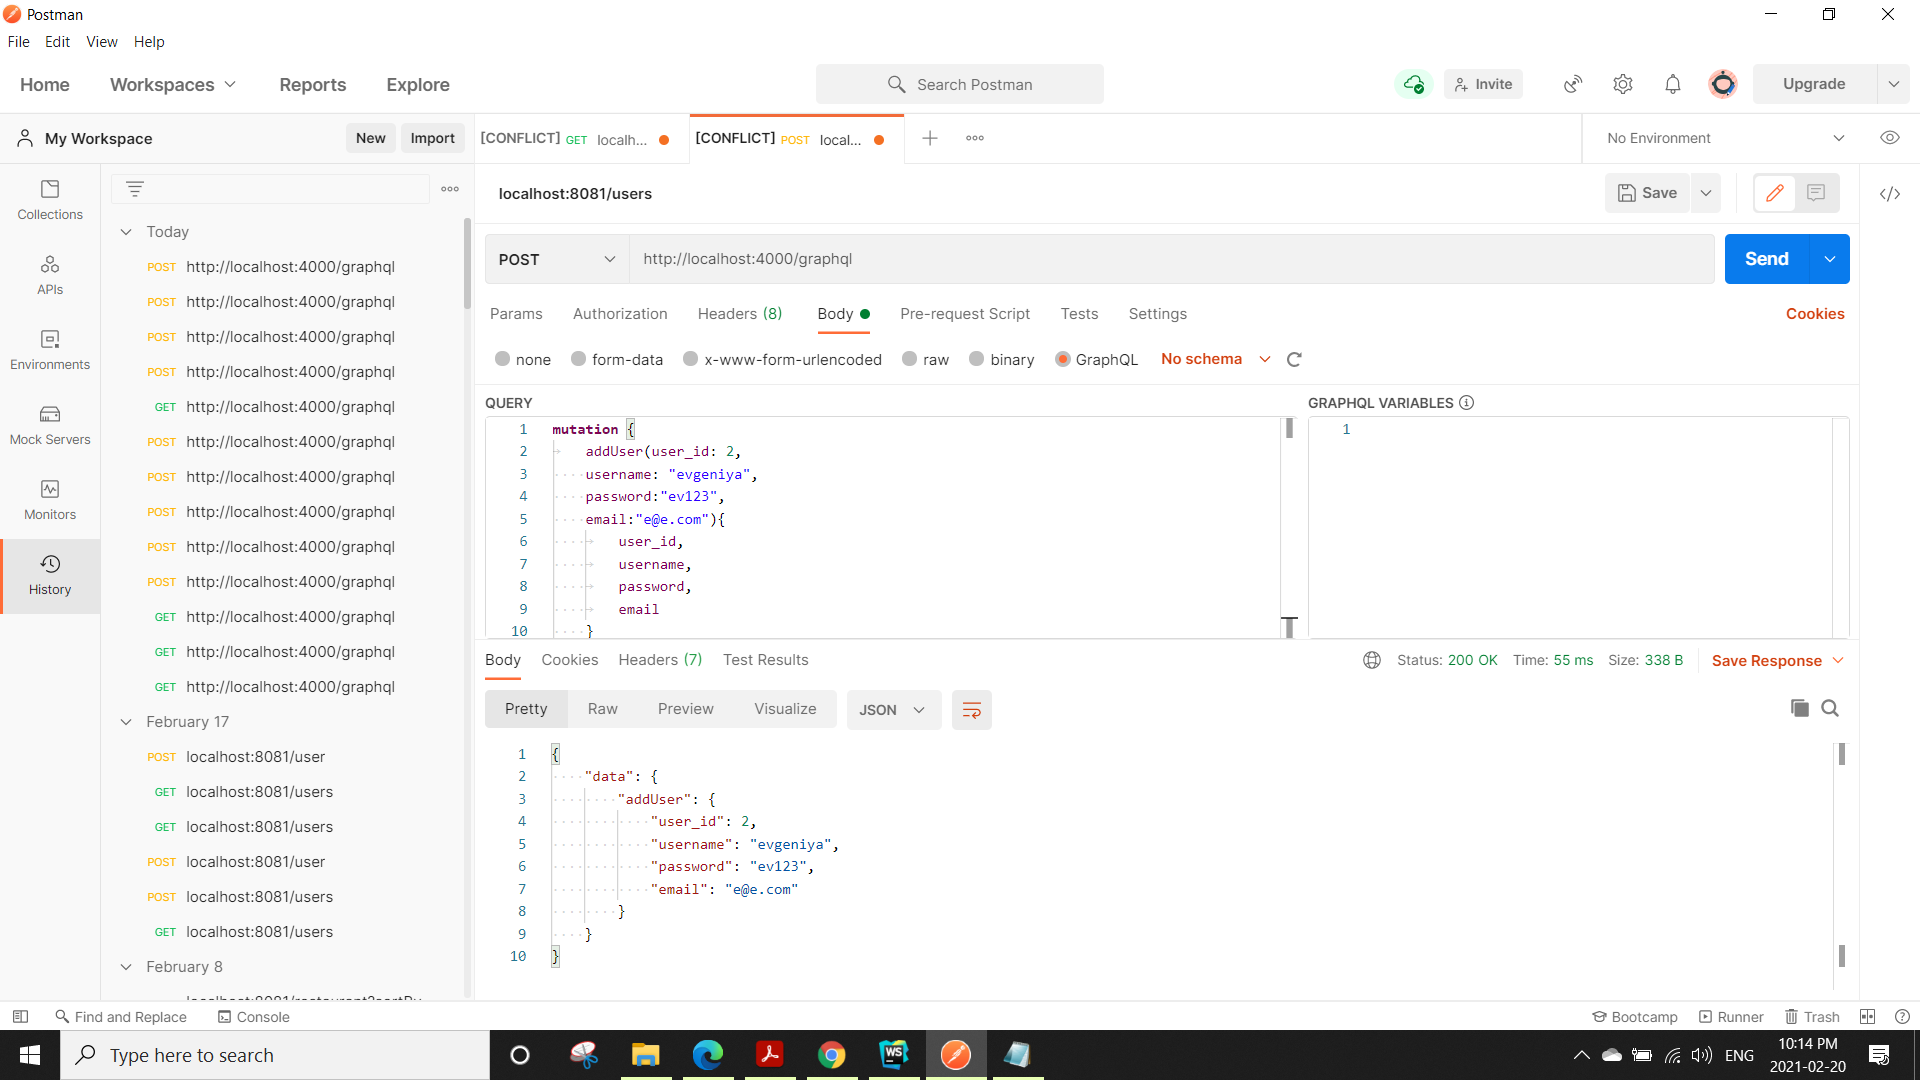 Postman
File Edit View Help
Home Workspaces Reports Explore
Search Postman
Invite Upgrade
My Workspace New Import
[CONFLICT] GET localh...
[CONFLICT] POST local...
No Environment
Collections
APIs
Environments
Mock Servers
Monitors
History
Today
POST http://localhost:4000/graphql
POST http://localhost:4000/graphql
POST http://localhost:4000/graphql
POST http://localhost:4000/graphql
GET http://localhost:4000/graphql
POST http://localhost:4000/graphql
POST http://localhost:4000/graphql
POST http://localhost:4000/graphql
POST http://localhost:4000/graphql
POST http://localhost:4000/graphql
GET http://localhost:4000/graphql
GET http://localhost:4000/graphql
GET http://localhost:4000/graphql
February 17
POST localhost:8081/user
GET localhost:8081/users
GET localhost:8081/users
POST localhost:8081/user
POST localhost:8081/users
GET localhost:8081/users
February 8
localhost:8081/users
Save
POST http://localhost:4000/graphql Send
Params Authorization Headers (8) Body Pre-request Script Tests Settings Cookies
none form-data x-www-form-urlencoded raw binary GraphQL No schema
QUERY
1 mutation {
2 addUser(user_id: 2,
3 username: "evgeniya",
4 password:"ev123",
5 email:"e@e.com"){
6 user_id,
7 username,
8 password,
9 email
10 }
GRAPHQL VARIABLES
1
Body Cookies Headers (7) Test Results
Status: 200 OK Time: 55 ms Size: 338 B Save Response
Pretty Raw Preview Visualize JSON
1 {
2 "data": {
3 "addUser": {
4 "user_id": 2,
5 "username": "evgeniya",
6 "password": "ev123",
7 "email": "e@e.com"
8 }
9 }
10 }
Find and Replace Console
Bootcamp Runner Trash
Type here to search
WS
ENG
10:14 PM
2021-02-20